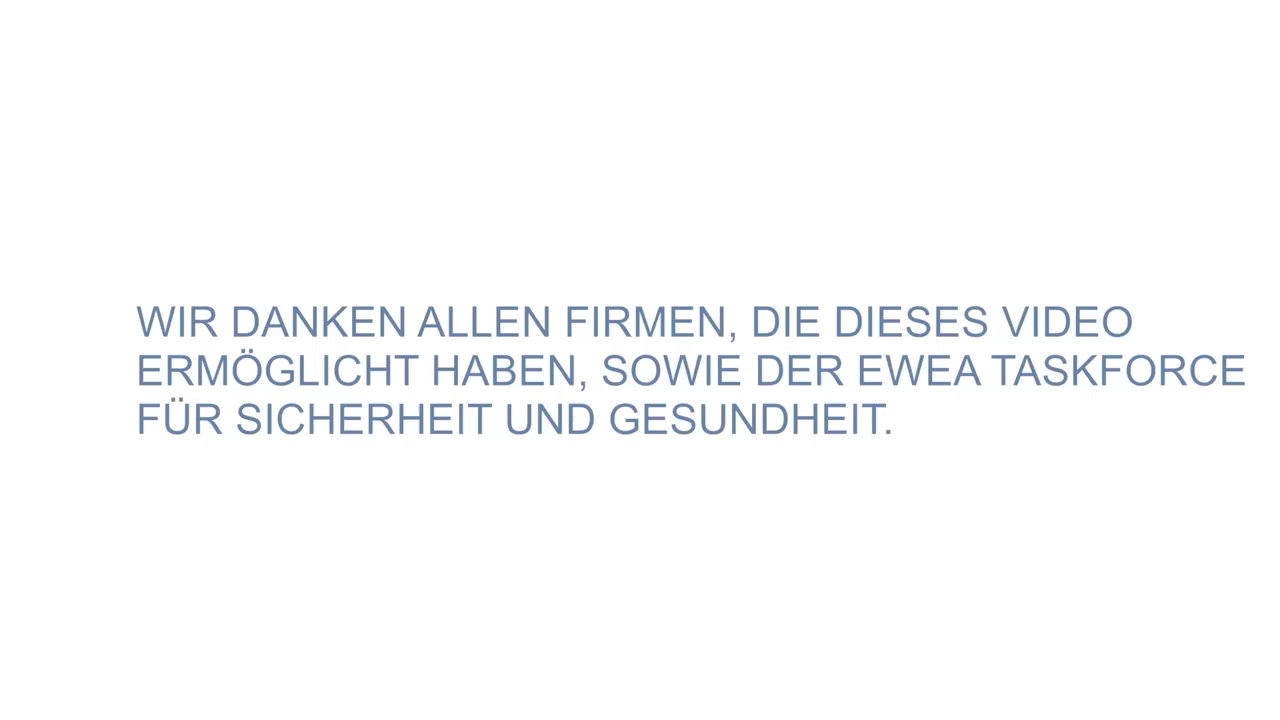 WIR DANKEN ALLEN FIRMEN, DIE DIESES VIDEO
ERMÖGLICHT HABEN, SOWIE DER EWEA TASKFORCE
FÜR SICHERHEIT UND GESUNDHEIT.